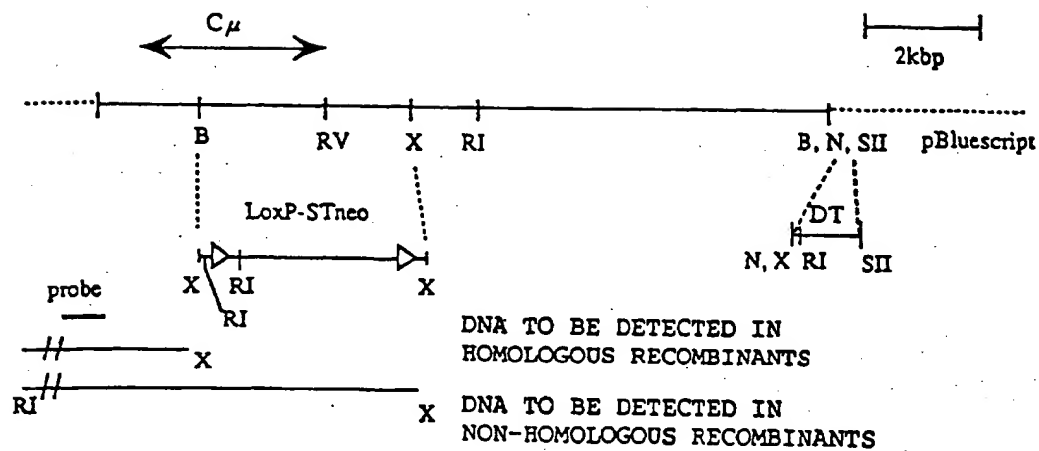 Cμ
2kbp
B RV X RI B, N, SII pBluescript
LoxP-STneo DT
X RI X N, X RI SII
probe RI
DNA TO BE DETECTED IN
HOMOLOGOUS RECOMBINANTS
X
RI X
DNA TO BE DETECTED IN
NON-HOMOLOGOUS RECOMBINANTS